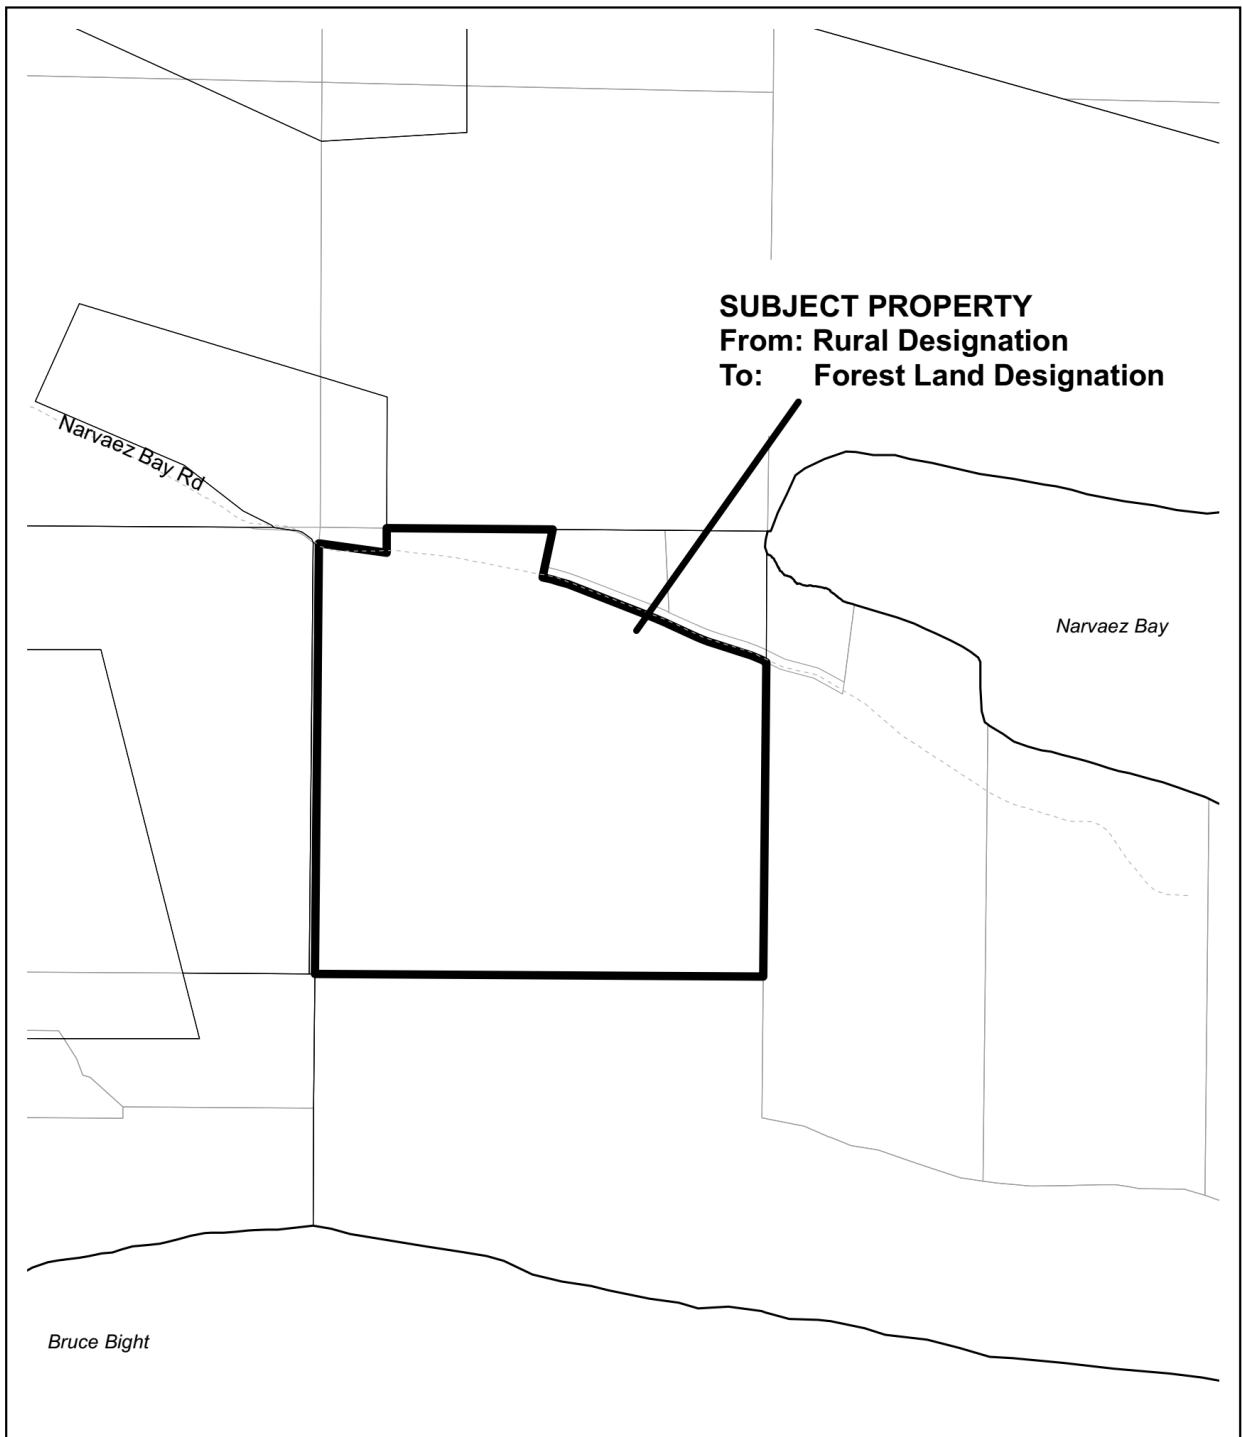 SUBJECT PROPERTY
From: Rural Designation
To: Forest Land Designation
Narvaez Bay Rd
Narvaez Bay
Bruce Bight